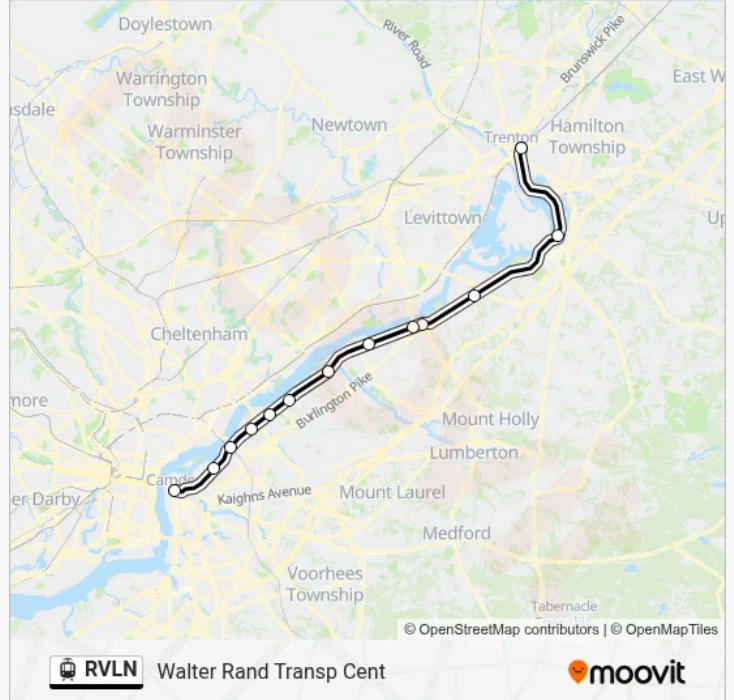 Doylestown
River Road
Brunswick Pike
Warrington
Township
East W
nsdale
Newtown
Warminster
Township
Trenton
Hamilton
Township
Levittown
Up
Cheltenham
more
Burlington Pike
Mount Holly
Lumberton
Camde
er Darby
Kaighns Avenue
Mount Laurel
Medford
Voorhees
Township
Tabernacle
© OpenStreetMap contributors | © OpenMapTiles
RVLN
Walter Rand Transp Cent
moovit